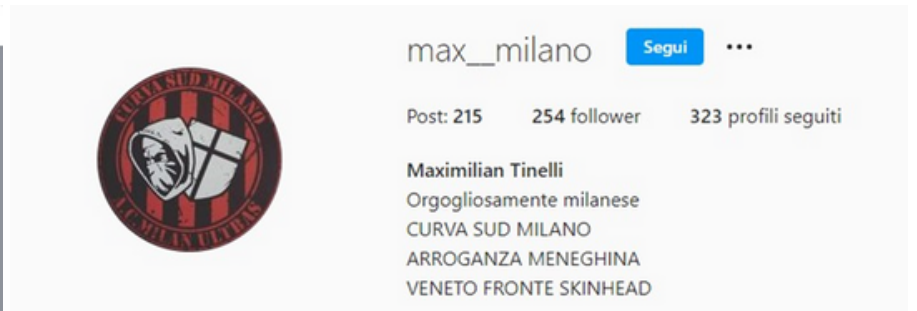 CURVA SUD MILANO
A.C. MILAN ULTRAS
max__milano Segui
Post: 215 254 follower 323 profili seguiti
Maximilian Tinelli
Orgogliosamente milanese
CURVA SUD MILANO
ARROGANZA MENEGHINA
VENETO FRONTE SKINHEAD